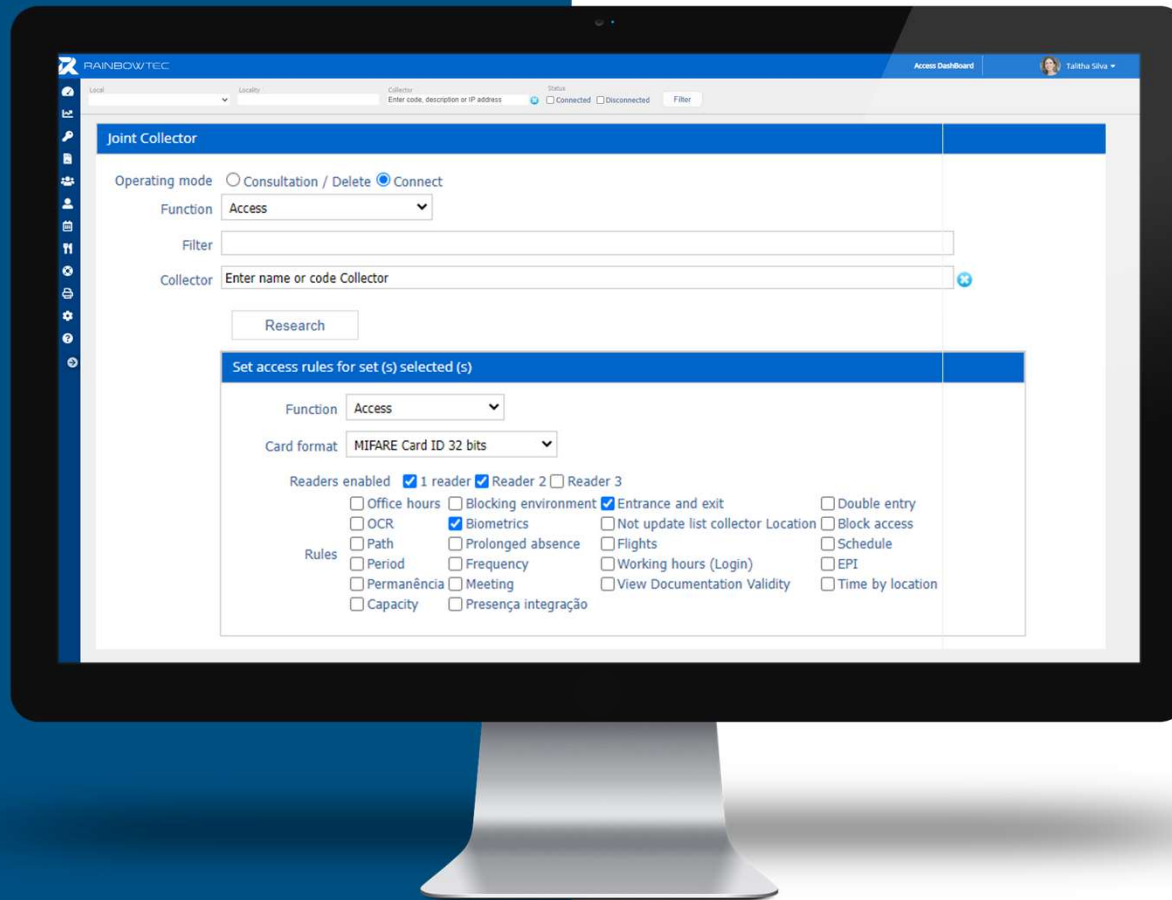 RAINBOWTEC
Access DashBoard
Talitha Silva
Local
Locality
Collector
Status
Enter code, description or IP address
Connected Disconnected
Filter
Joint Collector
Operating mode Consultation / Delete Connect
Function Access
Filter
Collector Enter name or code Collector
Research
Set access rules for set (s) selected (s)
Function Access
Card format MIFARE Card ID 32 bits
Readers enabled 1 reader Reader 2 Reader 3
Office hours Blocking environment Entrance and exit Double entry
OCR Biometrics Not update list collector Location Block access
Rules
Path Prolonged absence Flights Schedule
Period Frequency Working hours (Login) EPI
Permanência Meeting View Documentation Validity Time by location
Capacity Presença integração